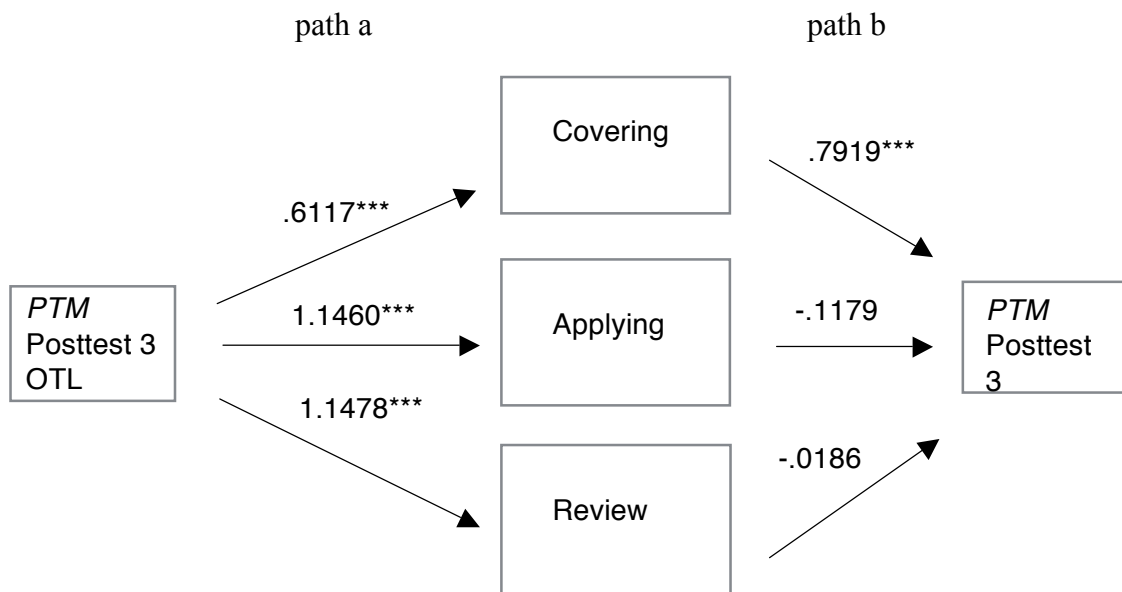 path a
path b
Covering
.7919***
.6117***
PTM
Posttest 3
OTL
1.1460***
Applying
-.1179
PTM
Posttest
3
1.1478***
-.0186
Review